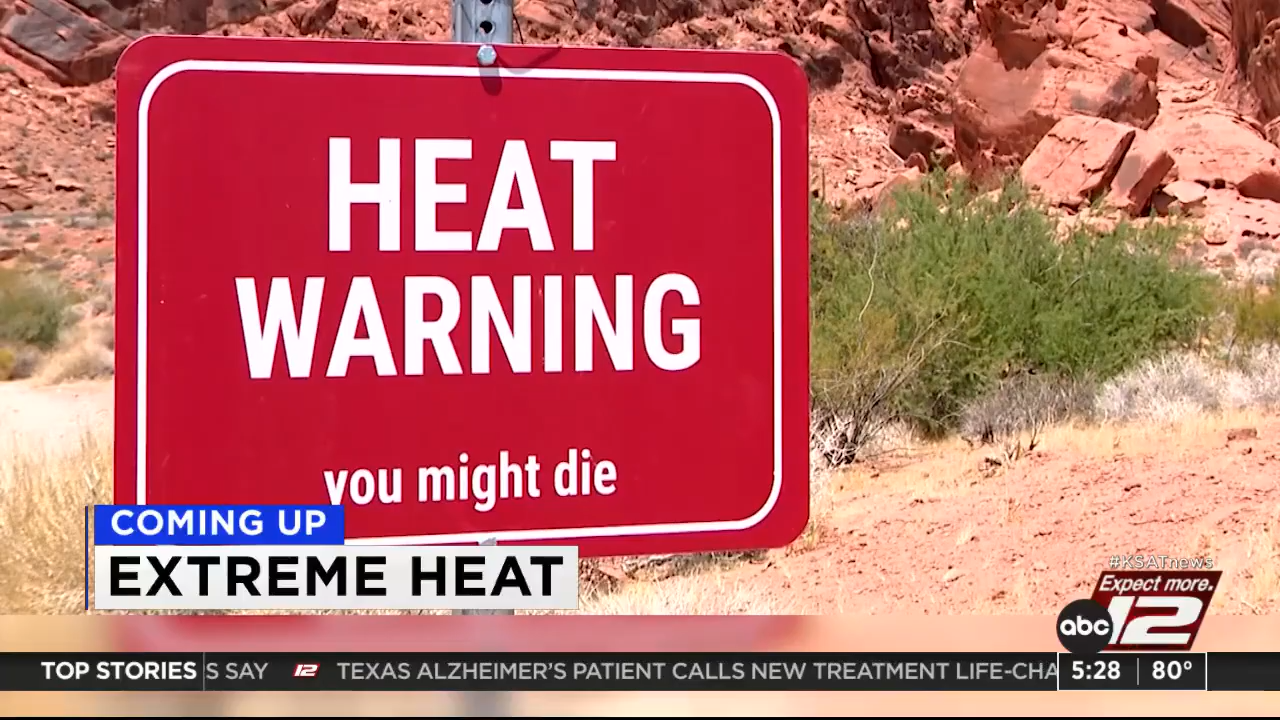 HEAT
WARNING
you might die
COMING UP
EXTREME HEAT
#KSATnews
Expect more.
abc 12
TOP STORIES S SAY 12 TEXAS ALZHEIMER'S PATIENT CALLS NEW TREATMENT LIFE-CHA 5:28 80°